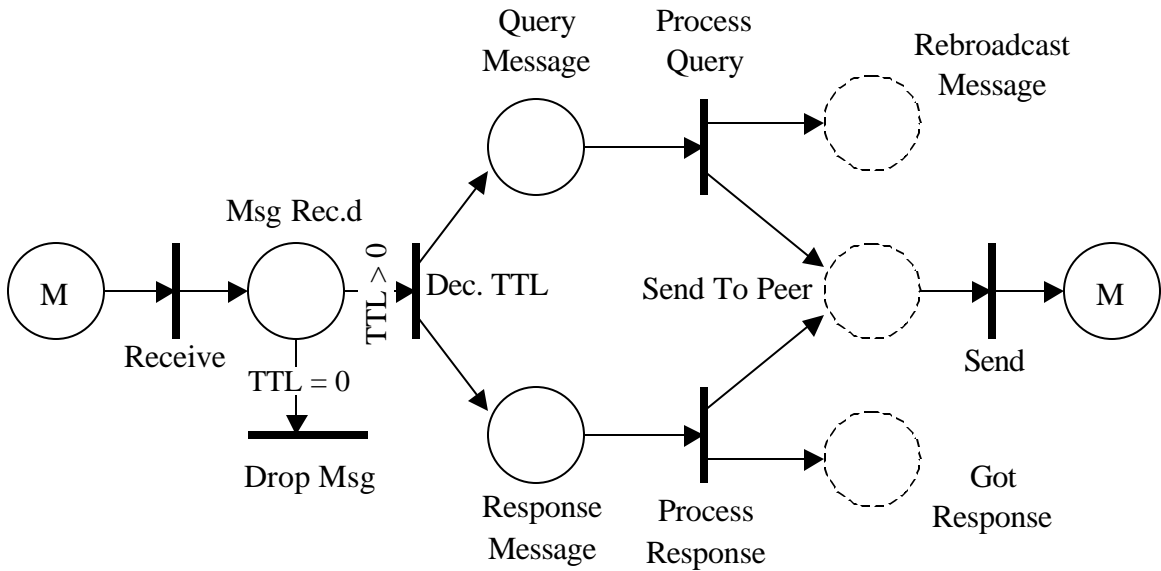 Query
Message
Process
Query
Rebroadcast
Message
Msg Rec.d
M
Receive
TTL = 0
Drop Msg
TTL > 0
Dec. TTL
Send To Peer
Send
M
Response
Message
Process
Response
Got
Response